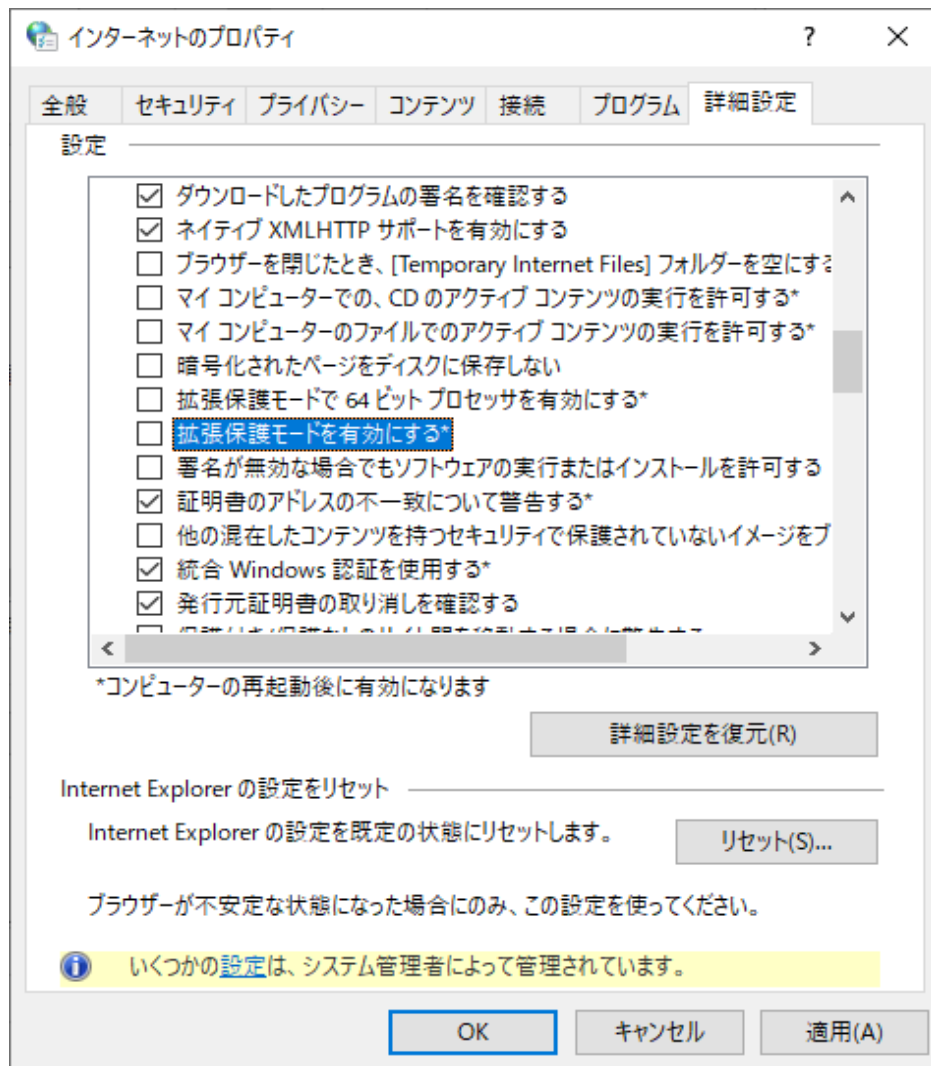 インターネットのプロパティ
?
全般 セキュリティ プライバシー コンテンツ 接続 プログラム 詳細設定
設定
ダウンロードしたプログラムの署名を確認する
ネイティブ XMLHTTP サポートを有効にする
ブラウザーを閉じたとき、[Temporary Internet Files] フォルダーを空にする
マイ コンピューターでの、CD のアクティブ コンテンツの実行を許可する*
マイ コンピューターのファイルでのアクティブ コンテンツの実行を許可する*
暗号化されたページをディスクに保存しない
拡張保護モードで 64 ビット プロセッサを有効にする*
拡張保護モードを有効にする*
署名が無効な場合でもソフトウェアの実行またはインストールを許可する
証明書のアドレスの不一致について警告する*
他の混在したコンテンツを持つセキュリティで保護されていないイメージをブ
統合 Windows 認証を使用する*
発行元証明書の取り消しを確認する
*コンピューターの再起動後に有効になります
詳細設定を復元(R)
Internet Explorer の設定をリセット
Internet Explorer の設定を既定の状態にリセットします。
リセット(S)...
ブラウザーが不安定な状態になった場合にのみ、この設定を使ってください。
いくつかの設定は、システム管理者によって管理されています。
OK キャンセル 適用(A)